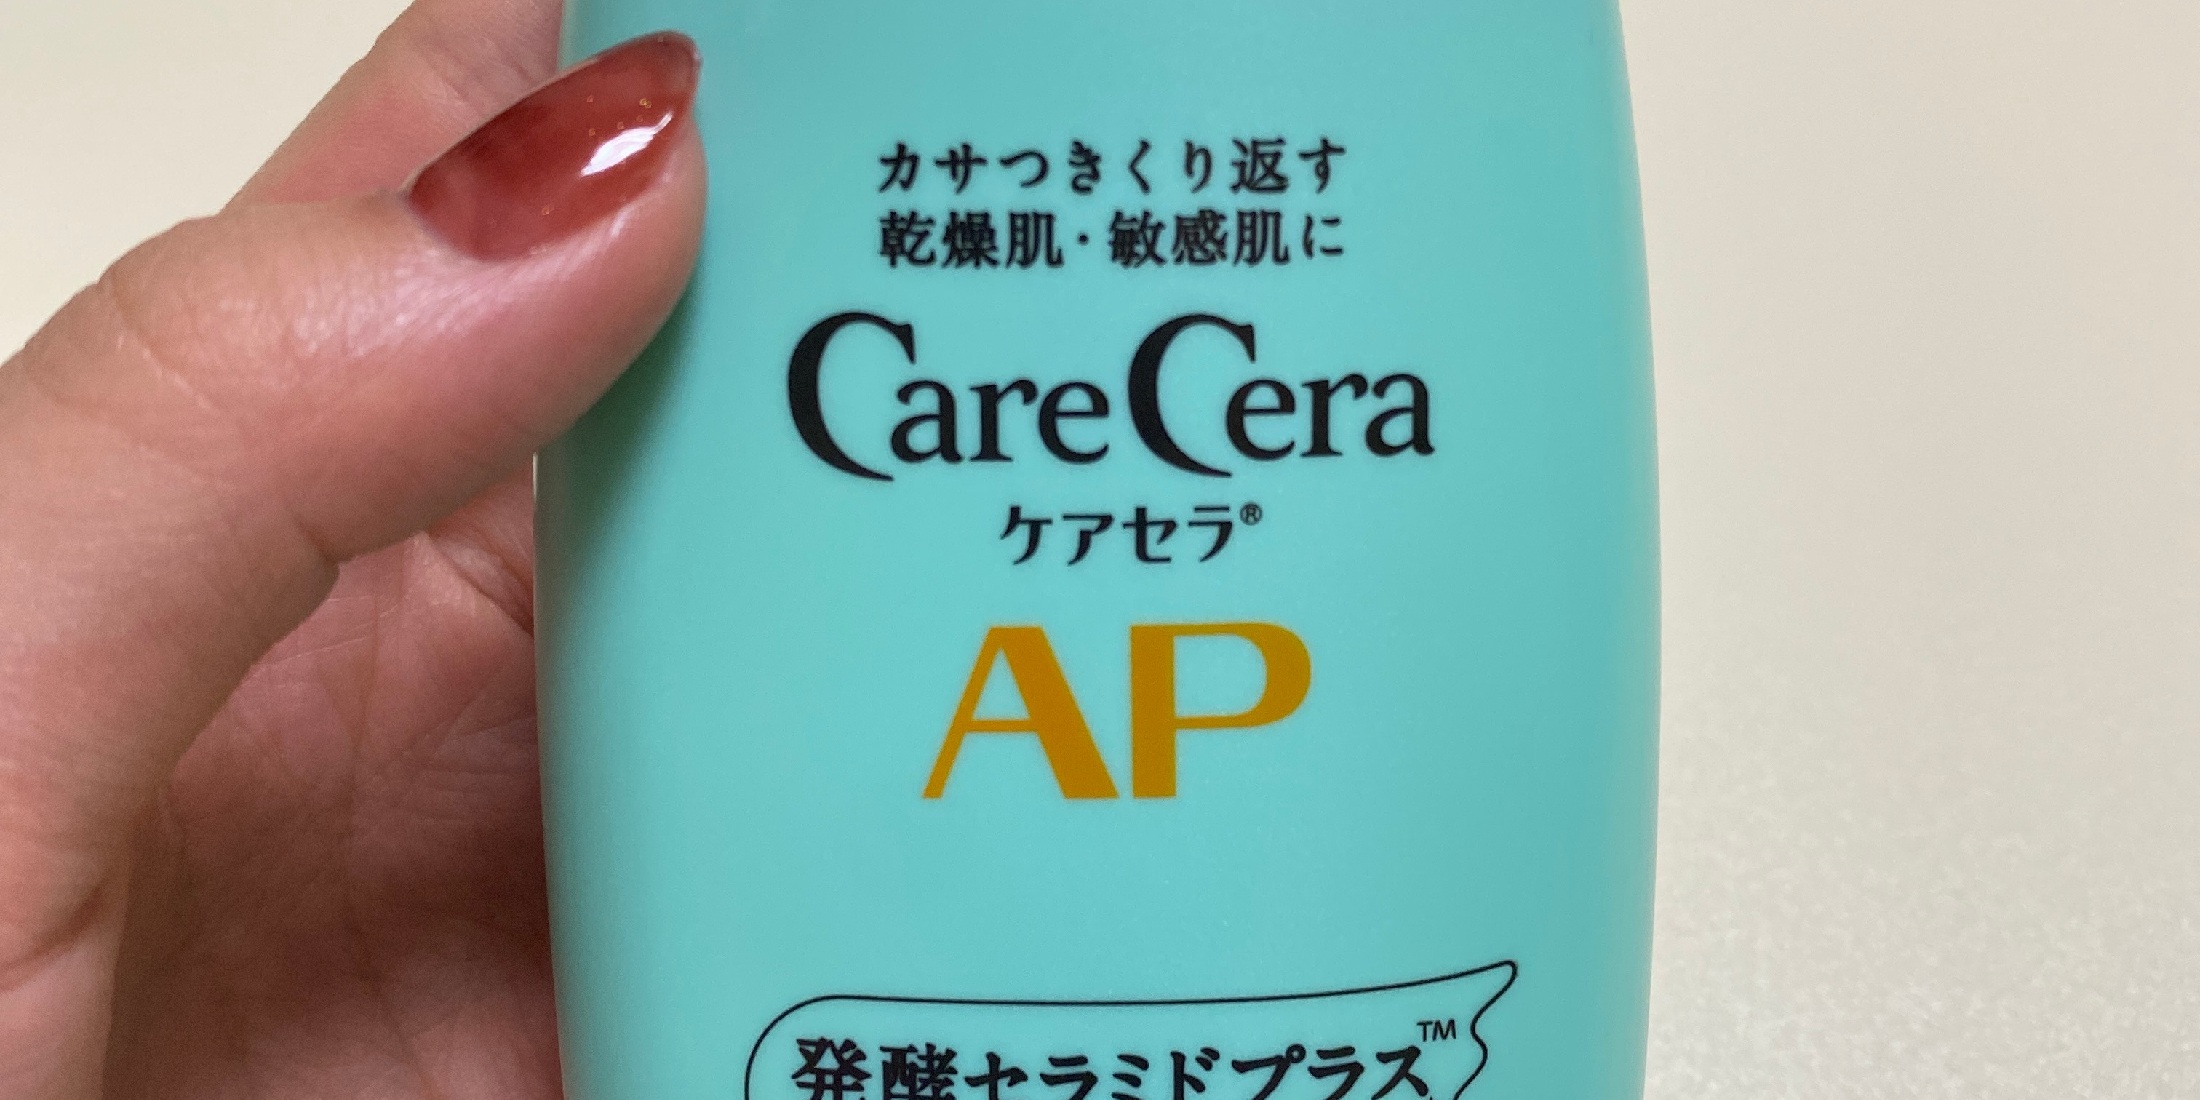 カサつきくり返す
乾燥肌・敏感肌に
CareCera
ケアセラ®
AP
発酵セラミドプラス™